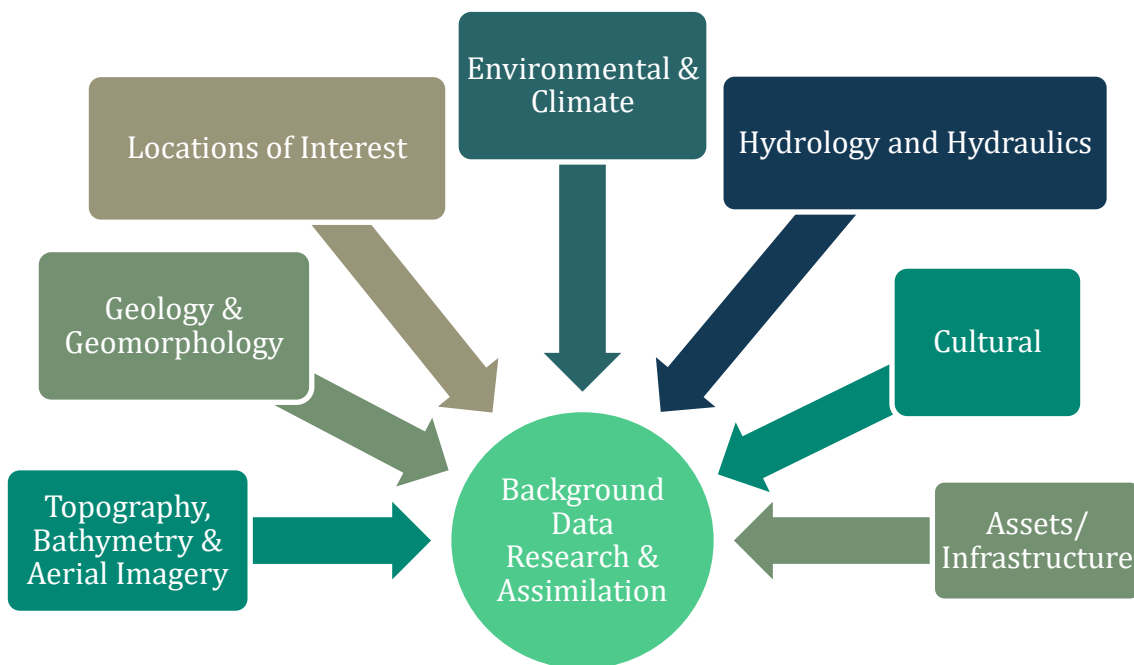 Environmental &
Climate
Locations of Interest
Hydrology and Hydraulics
Geology &
Geomorphology
Cultural
Topography,
Bathymetry &
Aerial Imagery
Background
Data
Research &
Assimilation
Assets/
Infrastructure